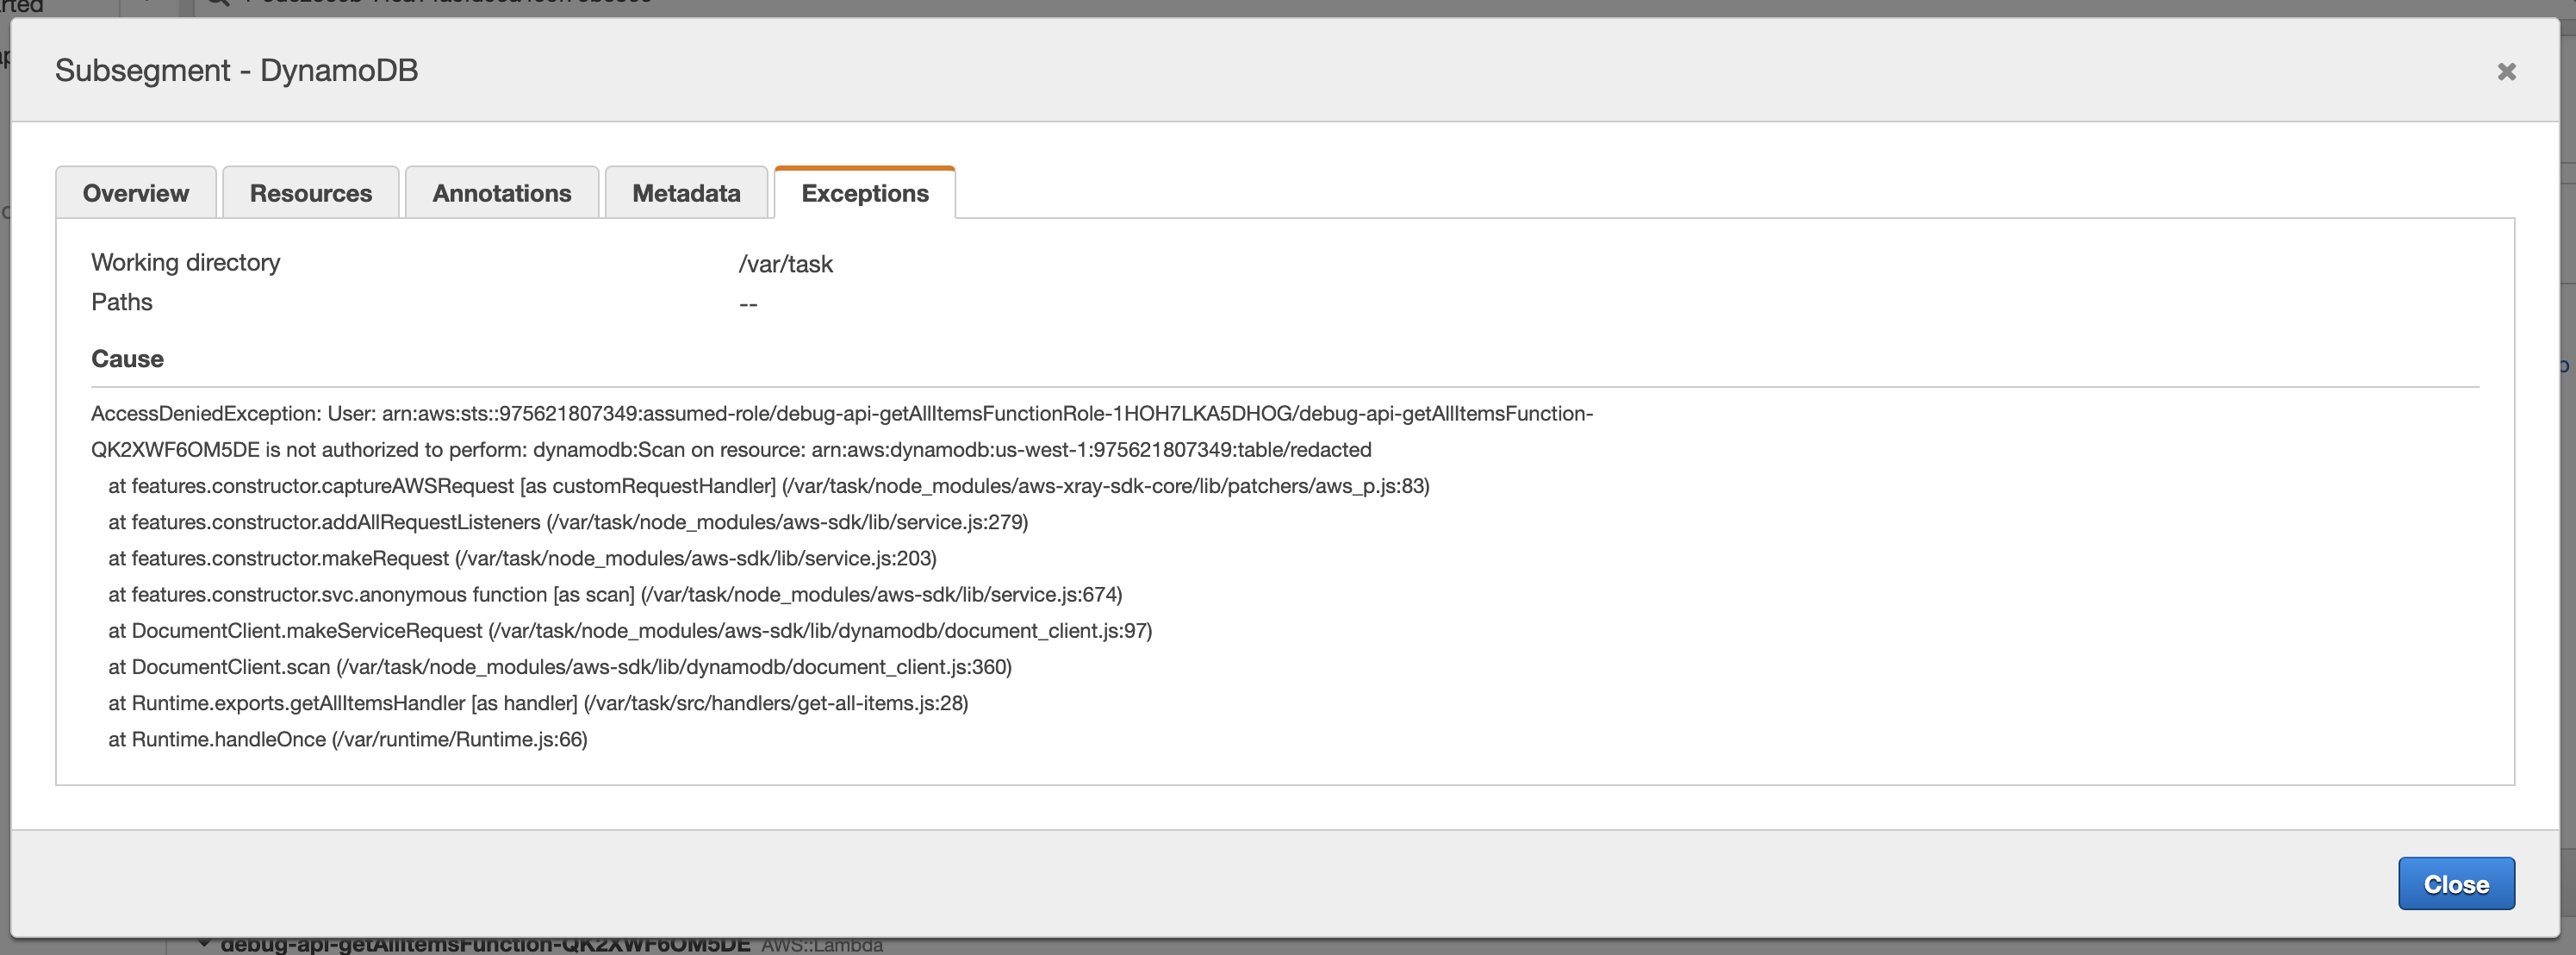 Subsegment - DynamoDB
Overview
Resources
Annotations
Metadata
Exceptions
Working directory /var/task
Paths --
Cause
AccessDeniedException: User: arn:aws:sts::975621807349:assumed-role/debug-api-getAllItemsFunctionRole-1HOH7LKA5DHOG/debug-api-getAllItemsFunction-
QK2XWF6OM5DE is not authorized to perform: dynamodb:Scan on resource: arn:aws:dynamodb:us-west-1:975621807349:table/redacted
at features.constructor.captureAWSRequest [as customRequestHandler] (/var/task/node_modules/aws-xray-sdk-core/lib/patchers/aws_p.js:83)
at features.constructor.addAllRequestListeners (/var/task/node_modules/aws-sdk/lib/service.js:279)
at features.constructor.makeRequest (/var/task/node_modules/aws-sdk/lib/service.js:203)
at features.constructor.svc.anonymous function [as scan] (/var/task/node_modules/aws-sdk/lib/service.js:674)
at DocumentClient.makeServiceRequest (/var/task/node_modules/aws-sdk/lib/dynamodb/document_client.js:97)
at DocumentClient.scan (/var/task/node_modules/aws-sdk/lib/dynamodb/document_client.js:360)
at Runtime.exports.getAllItemsHandler [as handler] (/var/task/src/handlers/get-all-items.js:28)
at Runtime.handleOnce (/var/runtime/Runtime.js:66)
Close
debug-api-getAllItemsFunction-QK2XWF6OM5DE AWS::Lambda